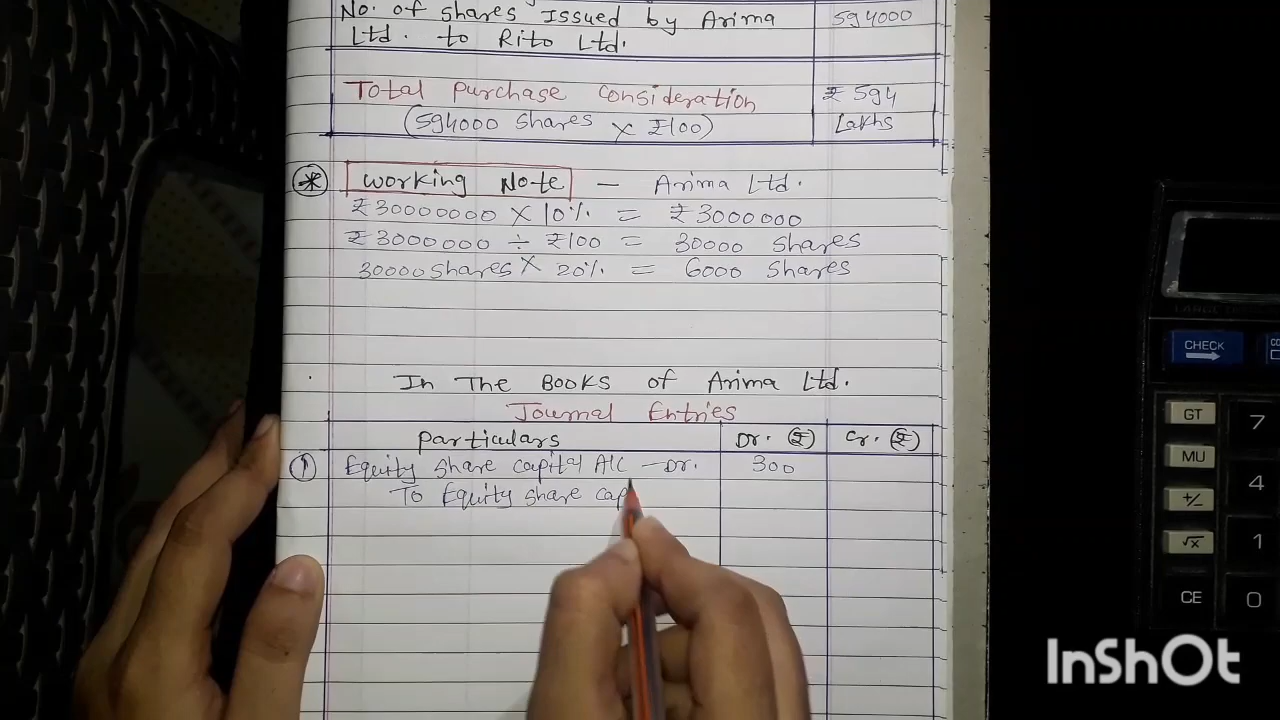 No. of shares Issued by Arima 594000
Ltd. to Rito Ltd.
Total Purchase Consideration ₹ 594
(594000 shares x ₹100) Lakhs
* Working Note – Arima Ltd.
₹30000000 X 10% = ₹3000000
₹3000000 ÷ ₹100 = 30000 shares
30000 shares X 20% = 6000 shares
In The Books of Arima Ltd.
Journal Entries
Particulars Dr. (₹) Cr. (₹)
1 Equity share capital A/C – Dr. 300
To Equity share cap
CHECK
GT 7
MU
+/- 4
√x 1
CE 0
InShOt